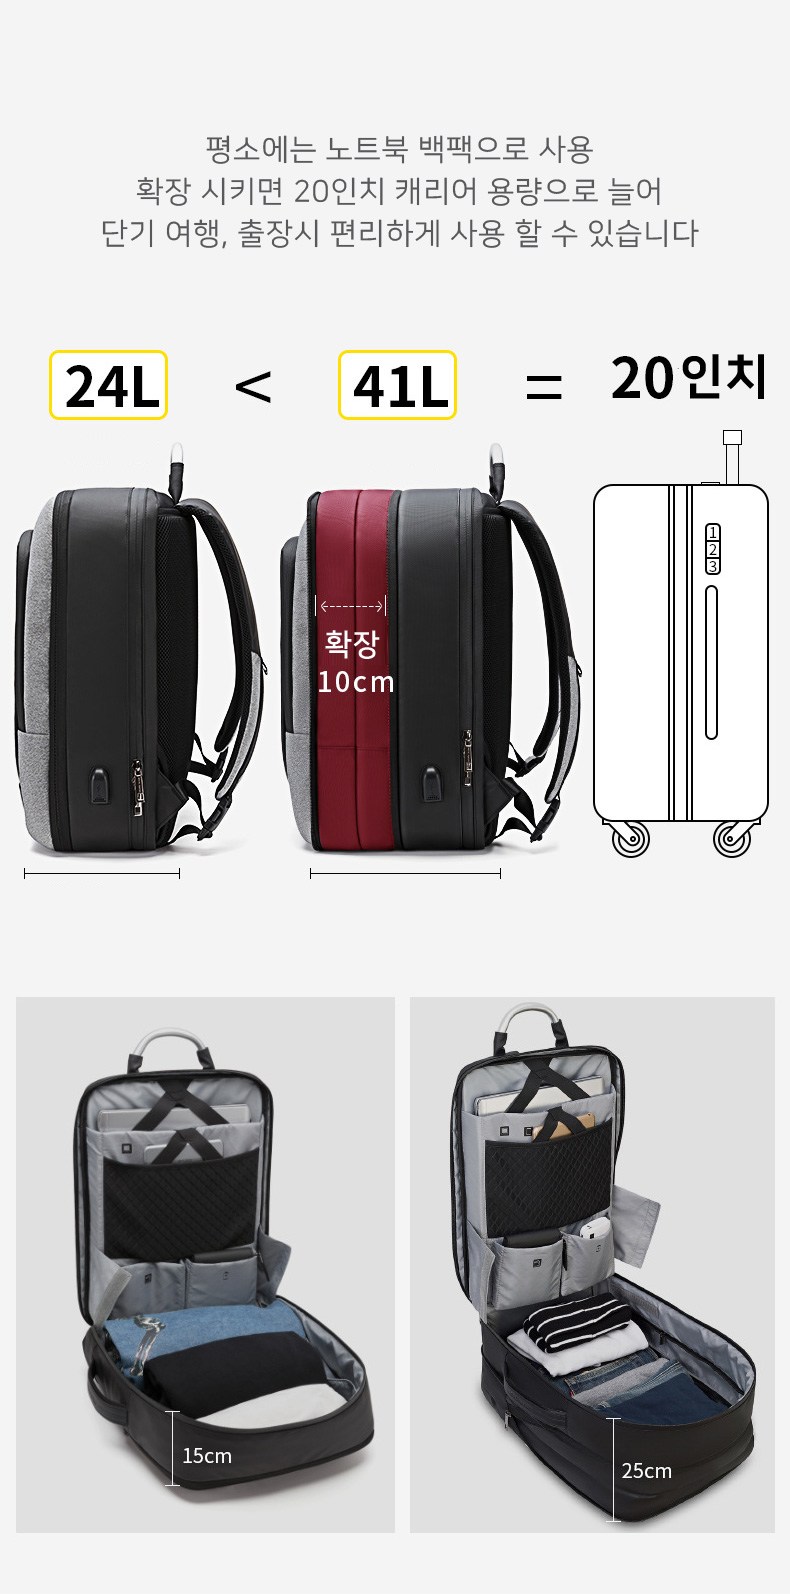 평소에는 노트북 백팩으로 사용
확장 시키면 20인치 캐리어 용량으로 늘어
단기 여행, 출장시 편리하게 사용 할 수 있습니다
24L < 41L = 20인치
1
2
3
확장
10cm
15cm
25cm